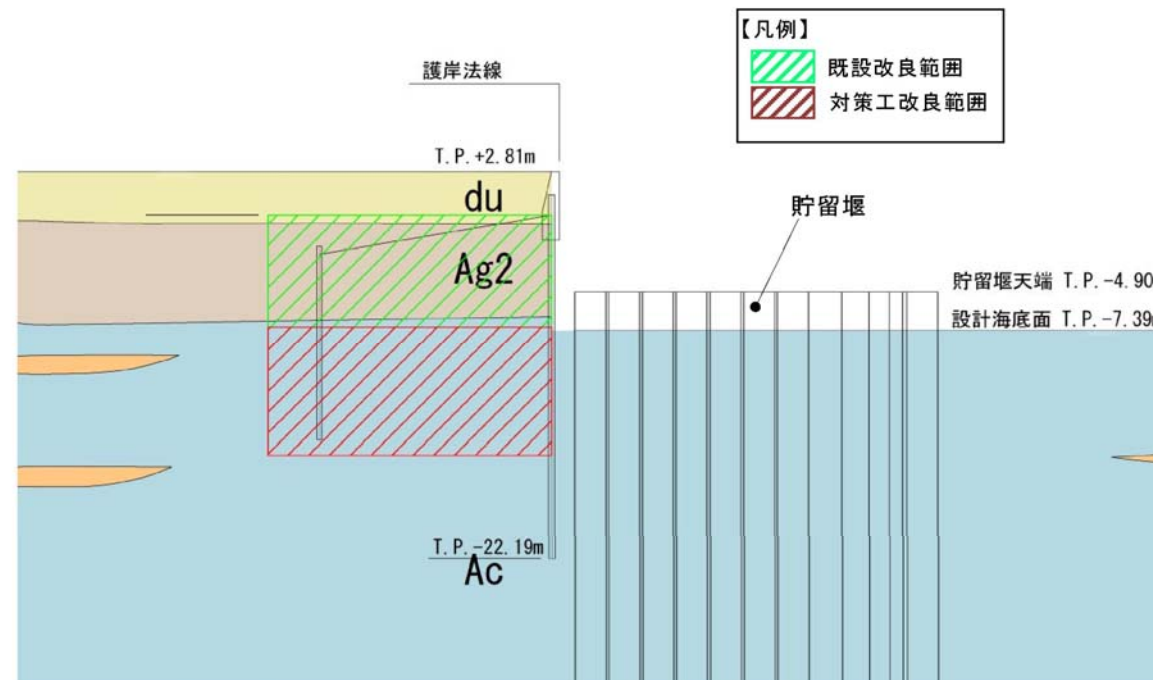 【凡例】
既設改良範囲
対策工改良範囲
護岸法線
T.P.+2.81m
du
貯留堰
Ag2
貯留堰天端 T.P.-4.90
設計海底面 T.P.-7.39m
T.P.-22.19m
Ac